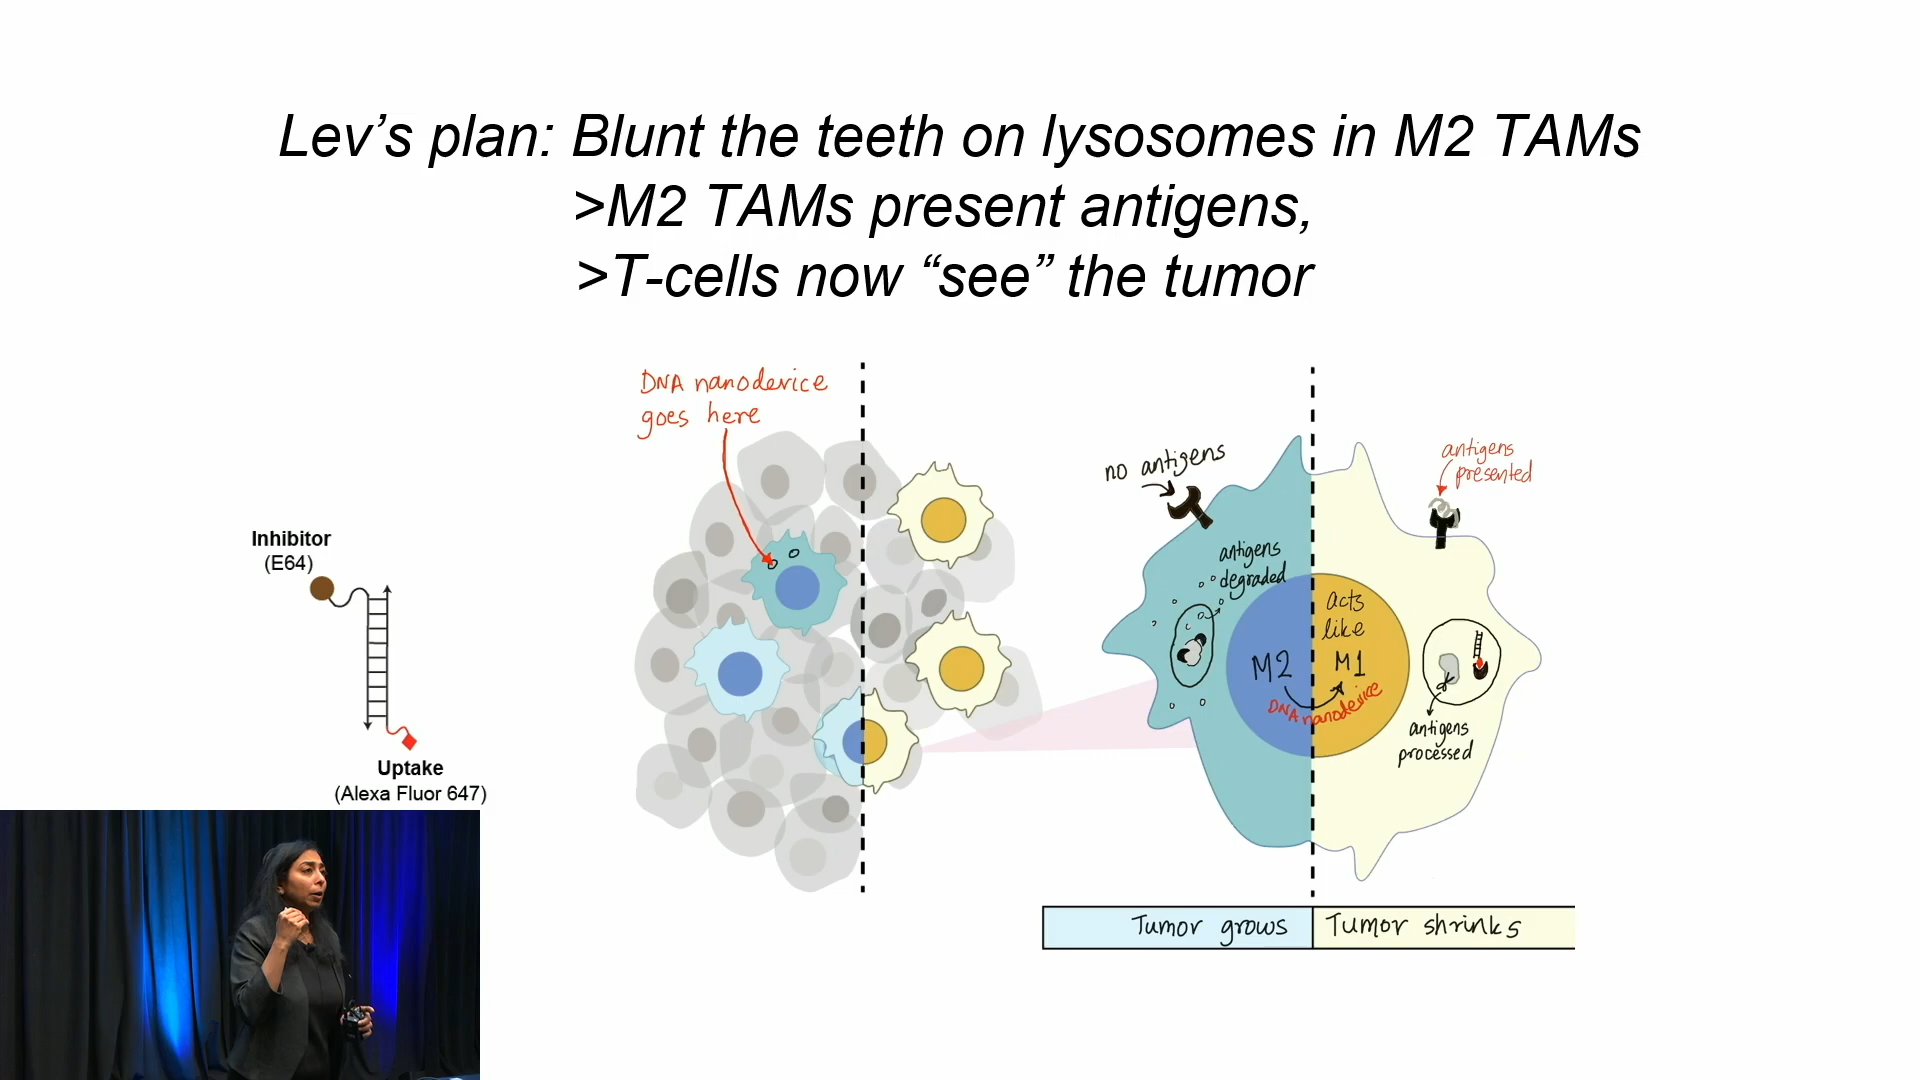 Lev’s plan: Blunt the teeth on lysosomes in M2 TAMs
>M2 TAMs present antigens,
>T-cells now “see” the tumor
DNA nanodevice
goes here
Inhibitor
(E64)
Uptake
(Alexa Fluor 647)
no antigens
antigens
degraded
antigens
presented
acts
like
M2
M1
DNA nanodevice
antigens
processed
Tumor grows
Tumor shrinks